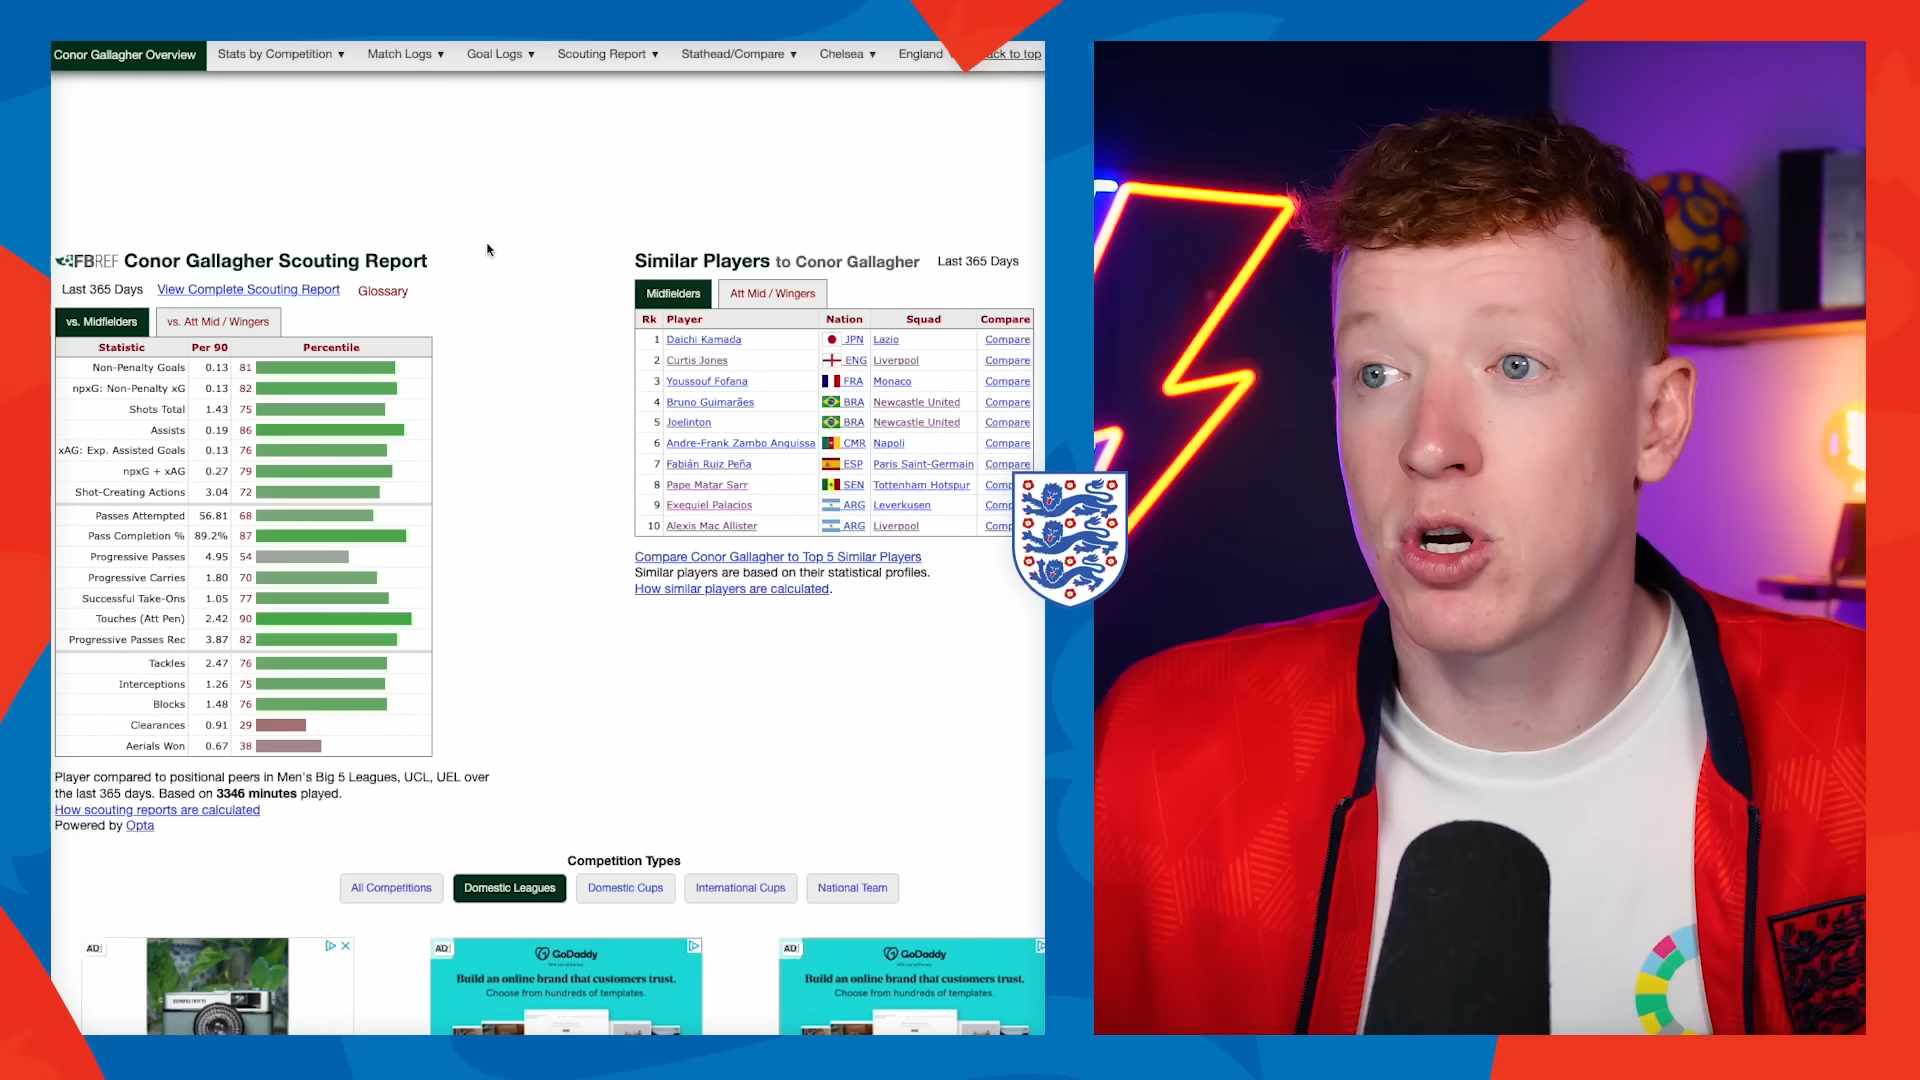 Conor Gallagher Overview
Stats by Competition ▼
Match Logs ▼
Goal Logs ▼
Scouting Report ▼
Stathead/Compare ▼
Chelsea ▼
England
ack to top
FBREF Conor Gallagher Scouting Report
Last 365 Days View Complete Scouting Report Glossary
vs. Midfielders vs. Att Mid / Wingers
Statistic Per 90 Percentile
Non-Penalty Goals 0.13 81
npxG: Non-Penalty xG 0.13 82
Shots Total 1.43 75
Assists 0.19 86
xAG: Exp. Assisted Goals 0.13 76
npxG + xAG 0.27 79
Shot-Creating Actions 3.04 72
Passes Attempted 56.81 68
Pass Completion % 89.2% 87
Progressive Passes 4.95 54
Progressive Carries 1.80 70
Successful Take-Ons 1.05 77
Touches (Att Pen) 2.42 90
Progressive Passes Rec 3.87 82
Tackles 2.47 76
Interceptions 1.26 75
Blocks 1.48 76
Clearances 0.91 29
Aerials Won 0.67 38
Player compared to positional peers in Men's Big 5 Leagues, UCL, UEL over
the last 365 days. Based on 3346 minutes played.
How scouting reports are calculated
Powered by Opta
Similar Players to Conor Gallagher Last 365 Days
Midfielders Att Mid / Wingers
Rk Player Nation Squad Compare
1 Daichi Kamada JPN Lazio Compare
2 Curtis Jones ENG Liverpool Compare
3 Youssouf Fofana FRA Monaco Compare
4 Bruno Guimarães BRA Newcastle United Compare
5 Joelinton BRA Newcastle United Compare
6 Andre-Frank Zambo Anguissa CMR Napoli Compare
7 Fabián Ruiz Peña ESP Paris Saint-Germain Compare
8 Pape Matar Sarr SEN Tottenham Hotspur Comp
9 Exequiel Palacios ARG Leverkusen Comp
10 Alexis Mac Allister ARG Liverpool Comp
Compare Conor Gallagher to Top 5 Similar Players
Similar players are based on their statistical profiles.
How similar players are calculated.
Competition Types
All Competitions Domestic Leagues Domestic Cups International Cups National Team
AD
AD
GoDaddy
Build an online brand that customers trust.
Choose from hundreds of templates.
AD
GoDaddy
Build an online brand that customers trust.
Choose from hundreds of templates.